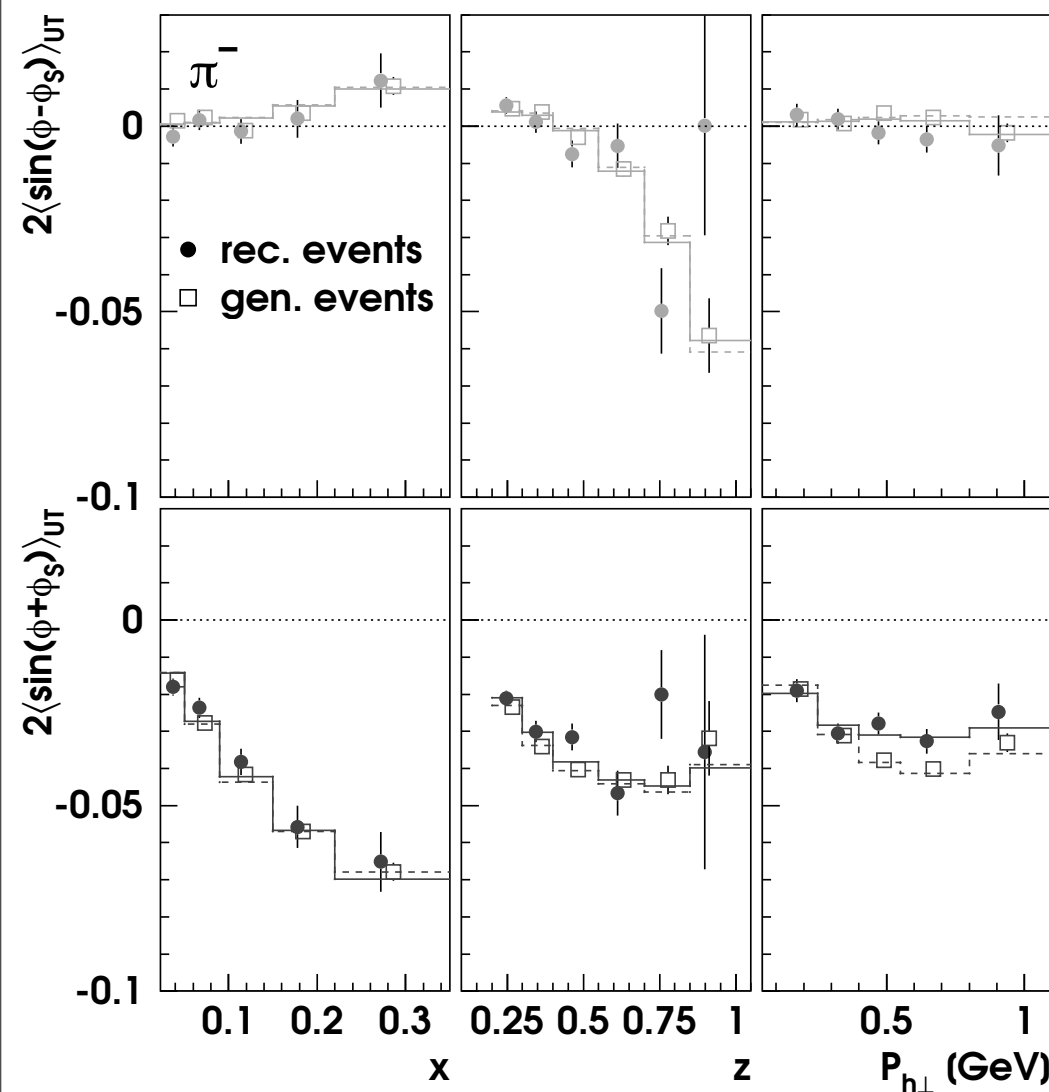 2⟨sin(ϕ-ϕS)⟩UT
π−
0
-0.05
-0.1
rec. events
gen. events
2⟨sin(ϕ+ϕS)⟩UT
0
-0.05
-0.1
0.1 0.2 0.3 0.25 0.5 0.75 1 0.5 1
x z Ph⊥ (GeV)